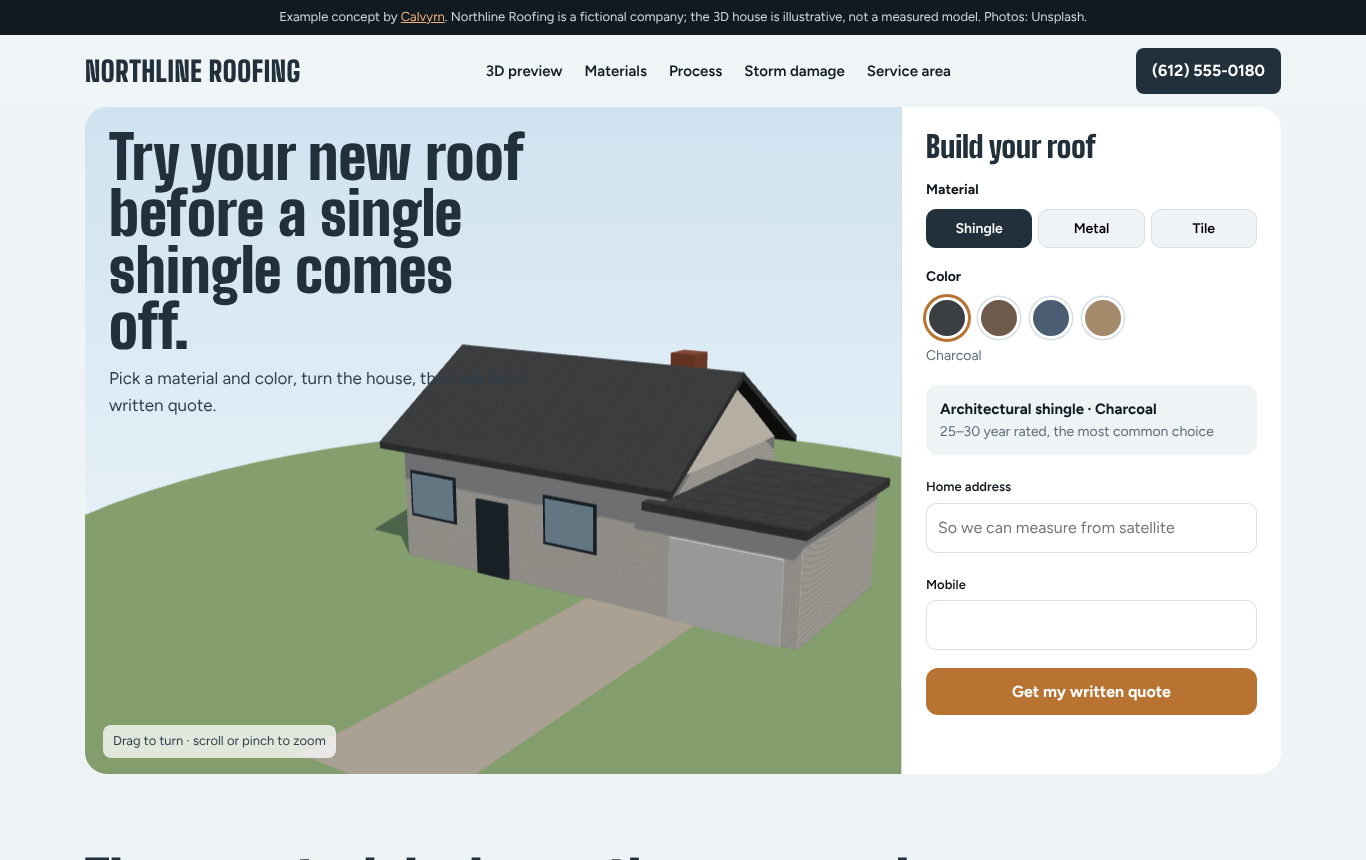 Example concept by Calvyrn. Northline Roofing is a fictional company; the 3D house is illustrative, not a measured model. Photos: Unsplash.
NORTHLINE ROOFING
3D preview
Materials
Process
Storm damage
Service area
(612) 555-0180
Try your new roof
before a single
shingle comes
off.
Pick a material and color, turn the house,
written quote.
Drag to turn · scroll or pinch to zoom
Build your roof
Material
Shingle
Metal
Tile
Color
Charcoal
Architectural shingle · Charcoal
25–30 year rated, the most common choice
Home address
So we can measure from satellite
Mobile
Get my written quote